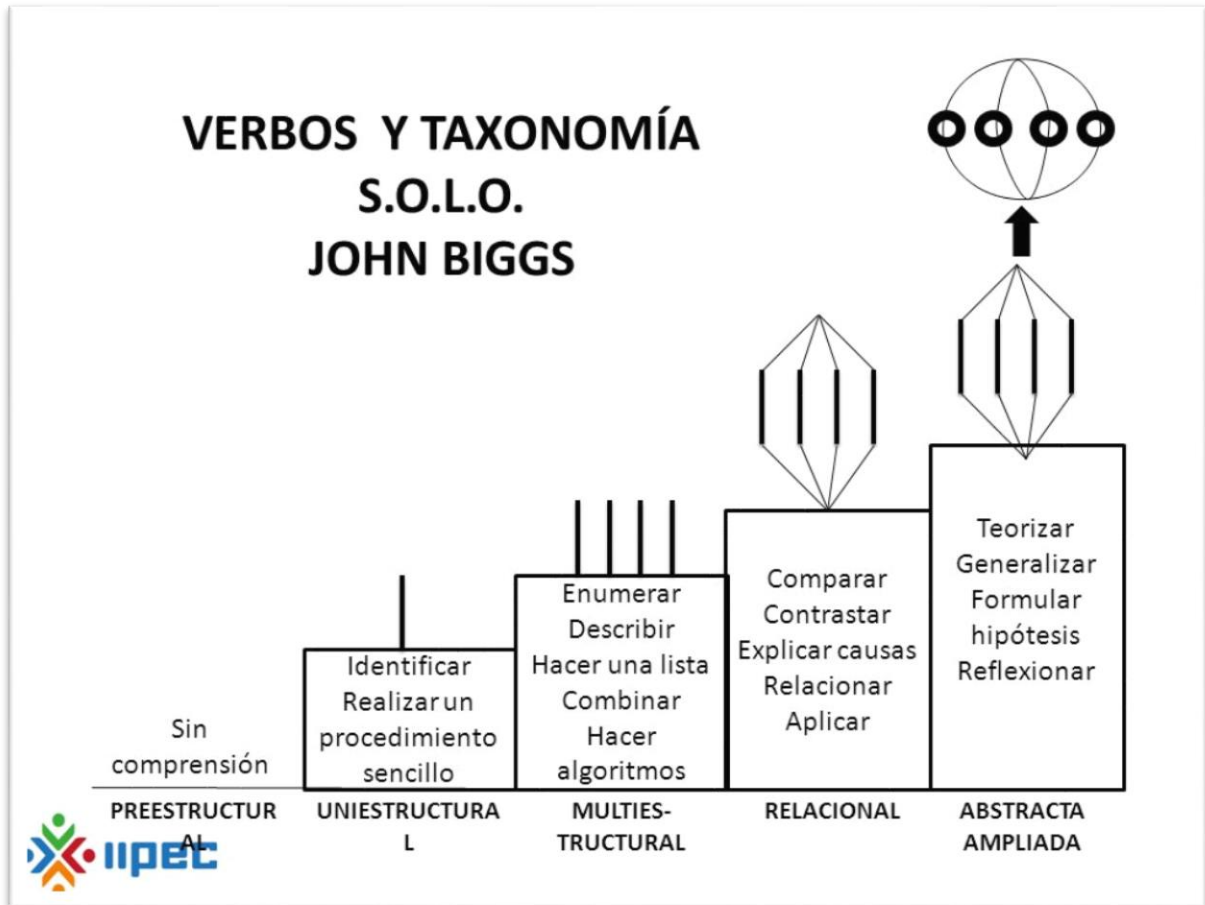 VERBOS Y TAXONOMÍA
S.O.L.O.
JOHN BIGGS
Sin
comprensión
PREESTRUCTUR
AL
Identificar
Realizar un
procedimiento
sencillo
UNIESTRUCTURA
L
Enumerar
Describir
Hacer una lista
Combinar
Hacer
algoritmos
MULTIES-
TRUCTURAL
Comparar
Contrastar
Explicar causas
Relacionar
Aplicar
RELACIONAL
Teorizar
Generalizar
Formular
hipótesis
Reflexionar
ABSTRACTA
AMPLIADA
IIPEC